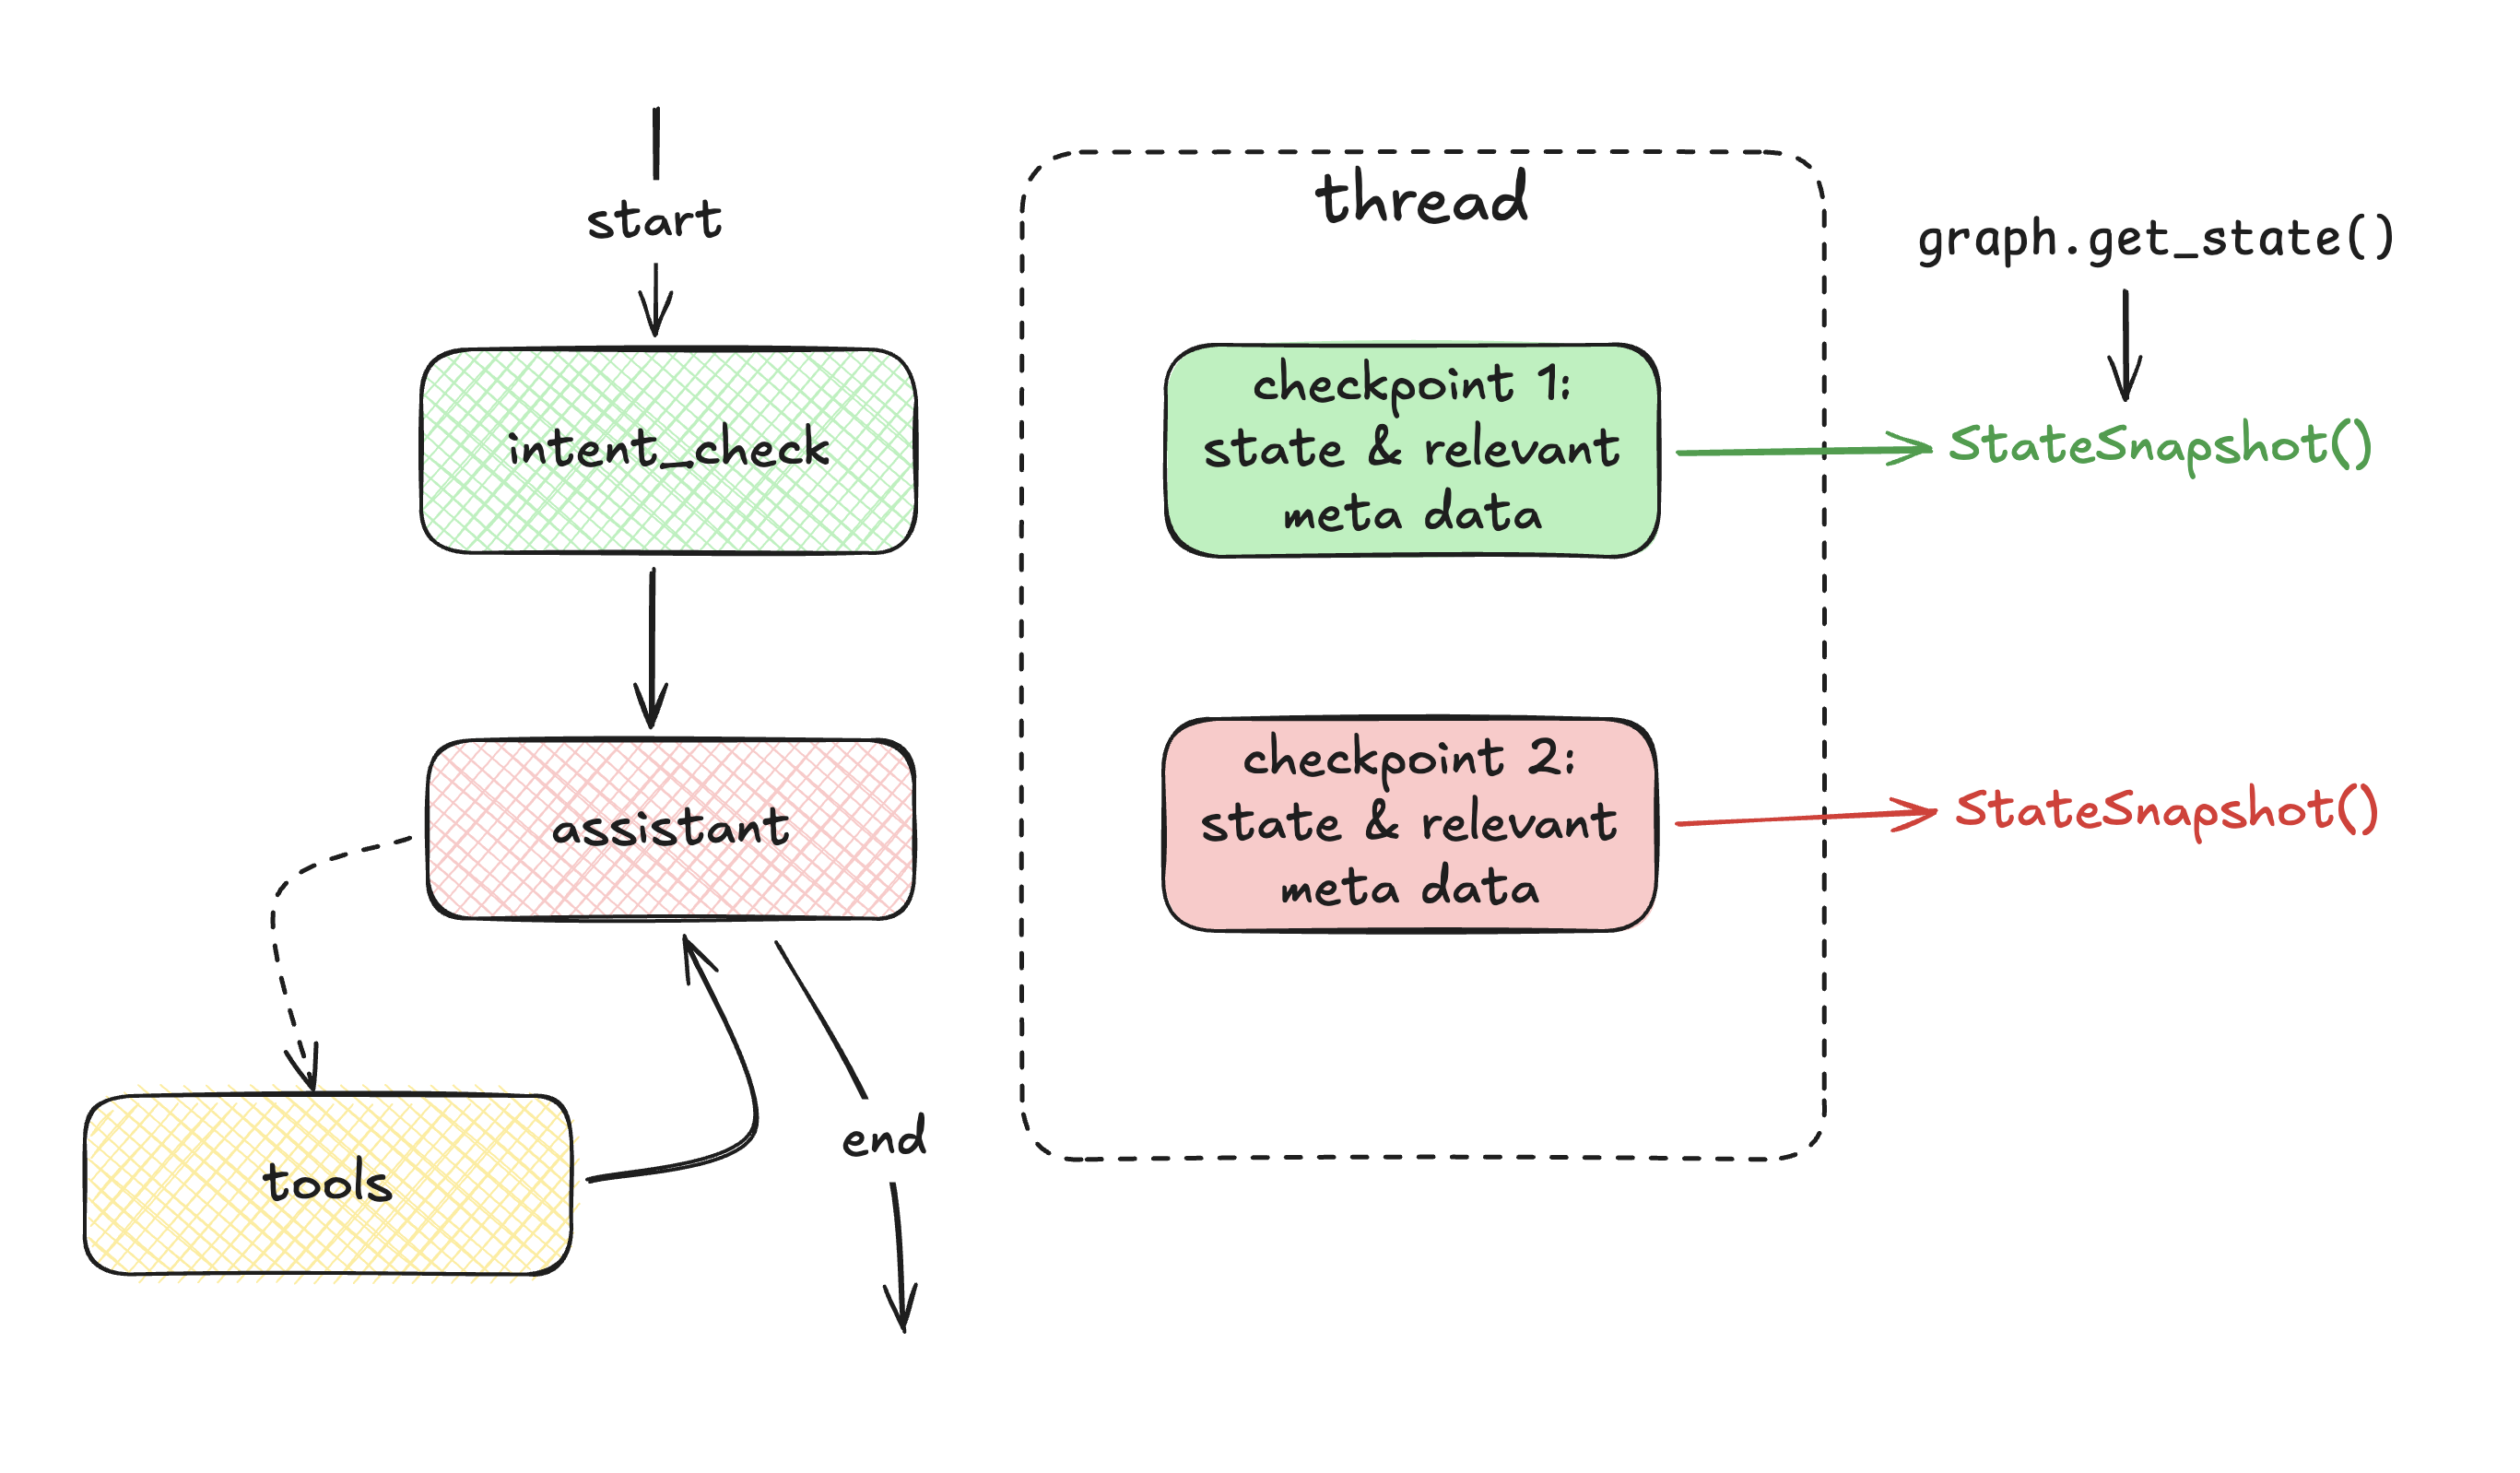 start
intent_check
assistant
tools
end
thread
checkpoint 1:
state & relevant
meta data
checkpoint 2:
state & relevant
meta data
graph.get_state()
StateSnapshot()
StateSnapshot()